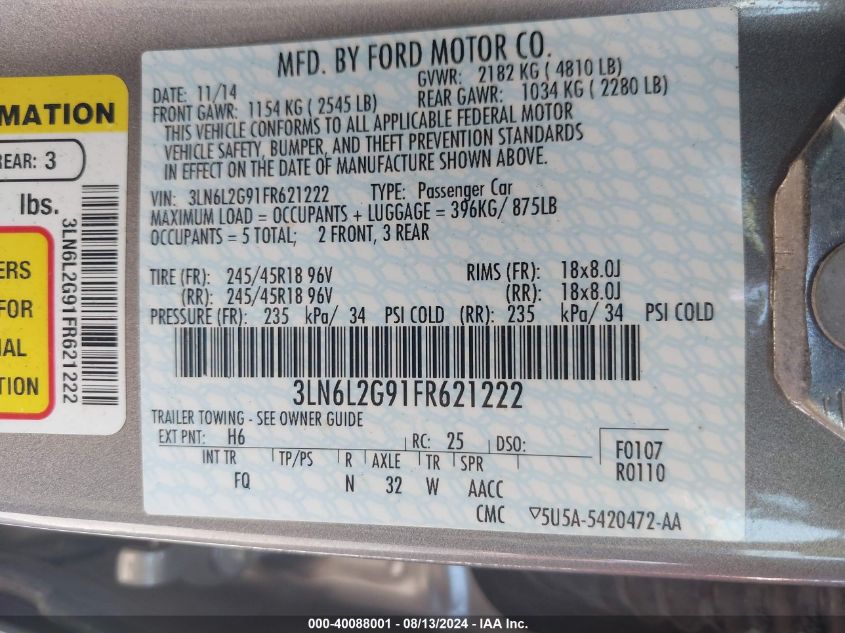 MATION
REAR: 3
lbs.
3LN6L2G91FR621222
ERS
FOR
IAL
TION
MFD. BY FORD MOTOR CO.
DATE: 11/14
GVWR: 2182 KG ( 4810 LB)
FRONT GAWR: 1154 KG ( 2545 LB)
REAR GAWR: 1034 KG ( 2280 LB)
THIS VEHICLE CONFORMS TO ALL APPLICABLE FEDERAL MOTOR
VEHICLE SAFETY, BUMPER, AND THEFT PREVENTION STANDARDS
IN EFFECT ON THE DATE OF MANUFACTURE SHOWN ABOVE.
VIN: 3LN6L2G91FR621222 TYPE: Passenger Car
MAXIMUM LOAD = OCCUPANTS + LUGGAGE = 396KG/ 875LB
OCCUPANTS = 5 TOTAL; 2 FRONT, 3 REAR
TIRE (FR): 245/45R18 96V RIMS (FR): 18x8.0J
(RR): 245/45R18 96V (RR): 18x8.0J
PRESSURE (FR): 235 kPa/ 34 PSI COLD (RR): 235 kPa/ 34 PSI COLD
3LN6L2G91FR621222
TRAILER TOWING - SEE OWNER GUIDE
EXT PNT: H6 RC: 25 DSO:
F0107
R0110
INT TR TP/PS R AXLE TR SPR
FQ N 32 W AACC
CMC ▽5U5A-5420472-AA
000-40088001 - 08/13/2024 - IAA Inc.